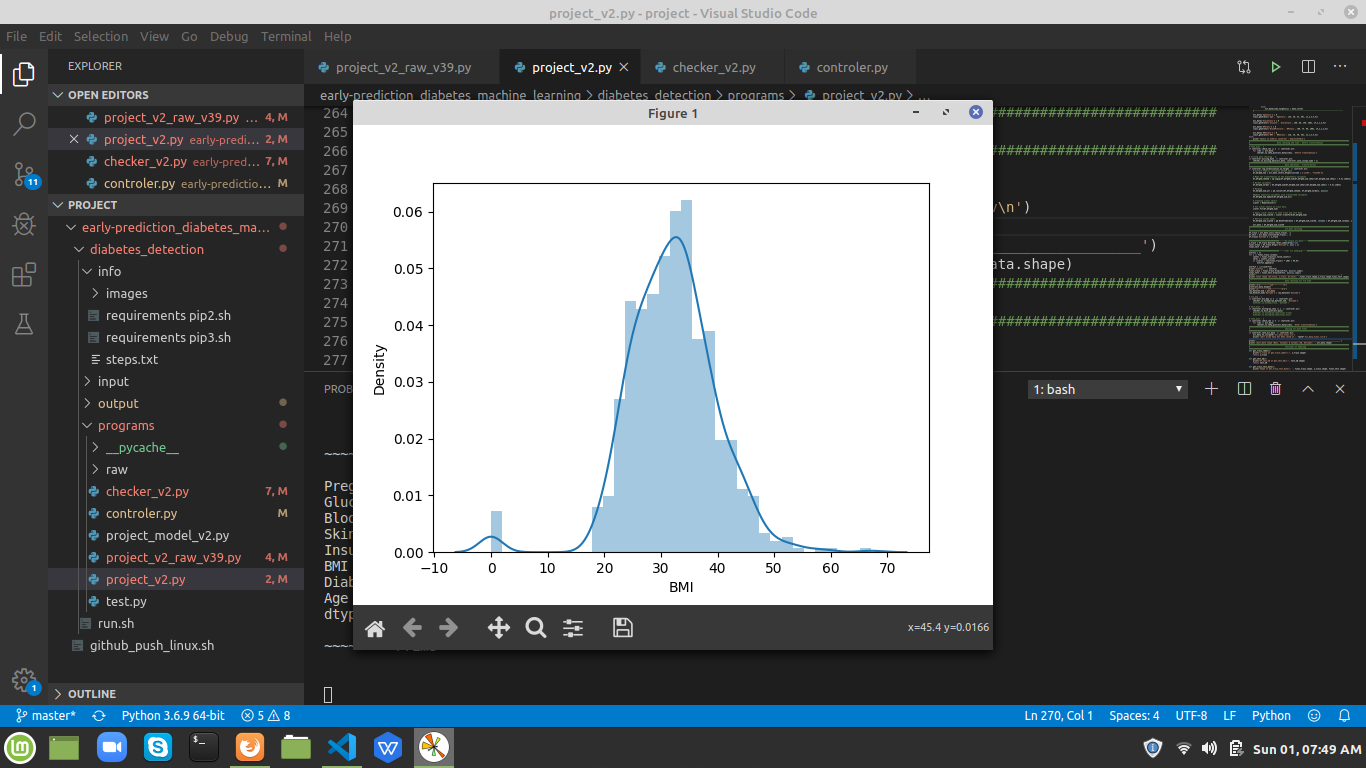 project_v2.py - project - Visual Studio Code
File Edit Selection View Go Debug Terminal Help
EXPLORER
project_v2_raw_v39.py project_v2.py checker_v2.py controler.py
OPEN EDITORS
project_v2_raw_v39.py ... 4, M
project_v2.py early-predi... 2, M
checker_v2.py early-pred... 7, M
controler.py early-predictio... M
PROJECT
early-prediction_diabetes_ma...
diabetes_detection
info
images
requirements pip2.sh
requirements pip3.sh
steps.txt
input
output
programs
__pycache__
raw
checker_v2.py 7, M
controler.py M
project_model_v2.py
project_v2_raw_v39.py 4, M
project_v2.py 2, M
test.py
run.sh
github_push_linux.sh
OUTLINE
early-prediction_diabetes_machine_learning > diabetes_detection > programs > project_v2.py > ...
264
265
266
267
268
269 \n')
270
271 ')
272 ata.shape)
273
274
275
276
277
Figure 1
0.06
0.05
0.04
0.03
0.02
0.01
0.00
Density
−10 0 10 20 30 40 50 60 70
BMI
x=45.4 y=0.0166
PROB
1: bash
~~~~
Preg
Gluc
Bloo
Skin
Insu
BMI
Diab
Age
dtyp
master* Python 3.6.9 64-bit 5 8
Ln 270, Col 1 Spaces: 4 UTF-8 LF Python
1
11
Sun 01, 07:49 AM